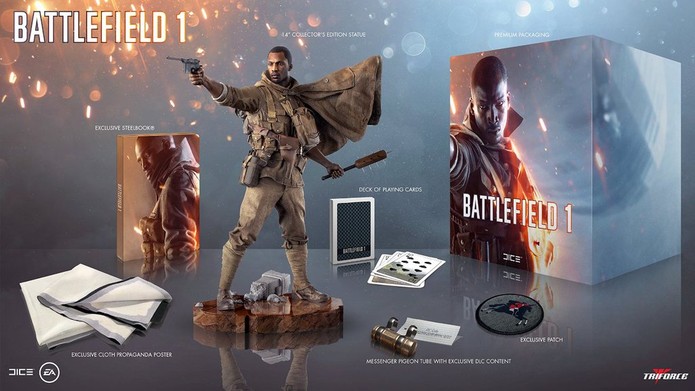 BATTLEFIELD 1
14" COLLECTOR'S EDITION STATUE
PREMIUM PACKAGING
EXCLUSIVE STEELBOOK®
DECK OF PLAYING CARDS
BATTLEFIELD 1
BATTLEFIELD 1
DICE
EXCLUSIVE PATCH
EXCLUSIVE CLOTH PROPAGANDA POSTER
MESSENGER PIGEON TUBE WITH EXCLUSIVE DLC CONTENT
DICE
EA
TRIFORCE